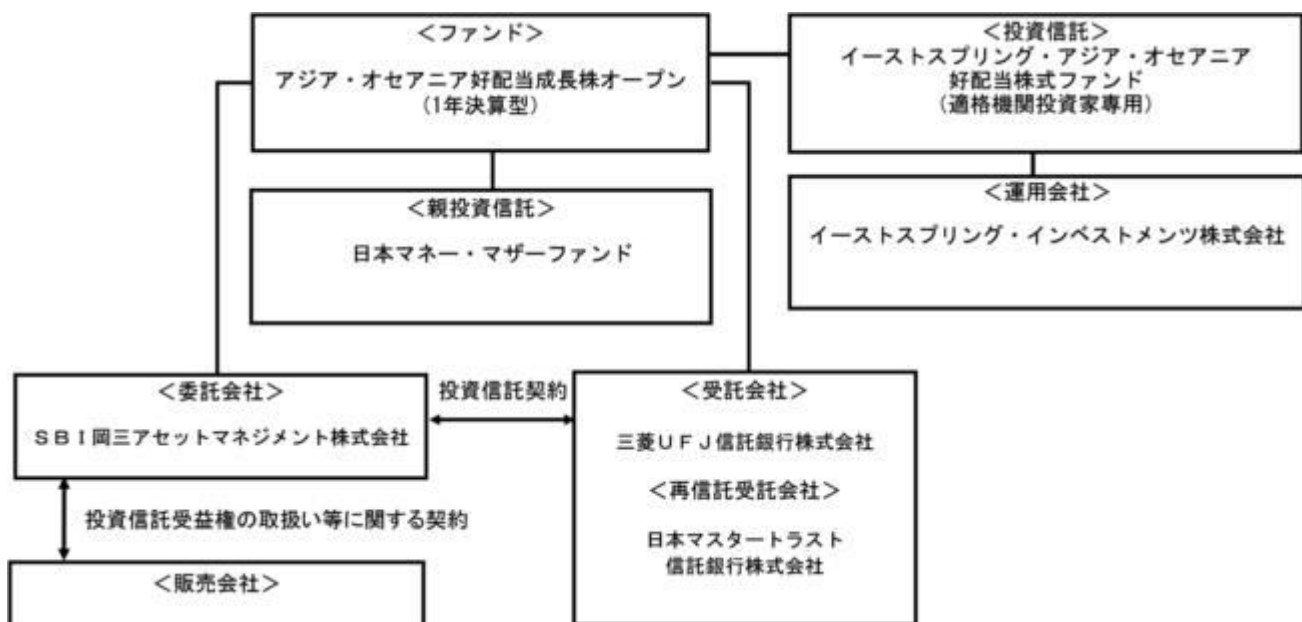 ＜ファンド＞
アジア・オセアニア好配当成長株オープン
（1年決算型）
＜投資信託＞
イーストスプリング・アジア・オセアニア
好配当株式ファンド
（適格機関投資家専用）
＜親投資信託＞
日本マネー・マザーファンド
＜運用会社＞
イーストスプリング・インベストメンツ株式会社
＜委託会社＞
ＳＢＩ岡三アセットマネジメント株式会社
投資信託契約
＜受託会社＞
三菱ＵＦＪ信託銀行株式会社
＜再信託受託会社＞
日本マスタートラスト
信託銀行株式会社
投資信託受益権の取扱い等に関する契約
＜販売会社＞